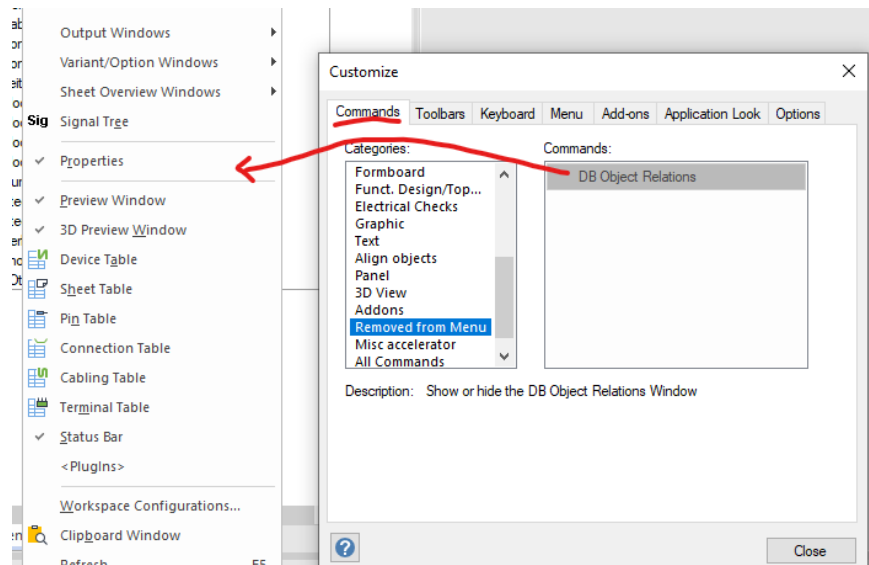 Output Windows
Variant/Option Windows
Sheet Overview Windows
Sig Signal Tree
Properties
Preview Window
3D Preview Window
Device Table
Sheet Table
Pin Table
Connection Table
Cabling Table
Terminal Table
Status Bar
<PlugIns>
Workspace Configurations...
Clipboard Window
Refresh F5
Customize
Commands Toolbars Keyboard Menu Add-ons Application Look Options
Categories: Commands:
Formboard
Funct. Design/Top...
Electrical Checks
Graphic
Text
Align objects
Panel
3D View
Addons
Removed from Menu
Misc accelerator
All Commands
DB Object Relations
Description: Show or hide the DB Object Relations Window
Close